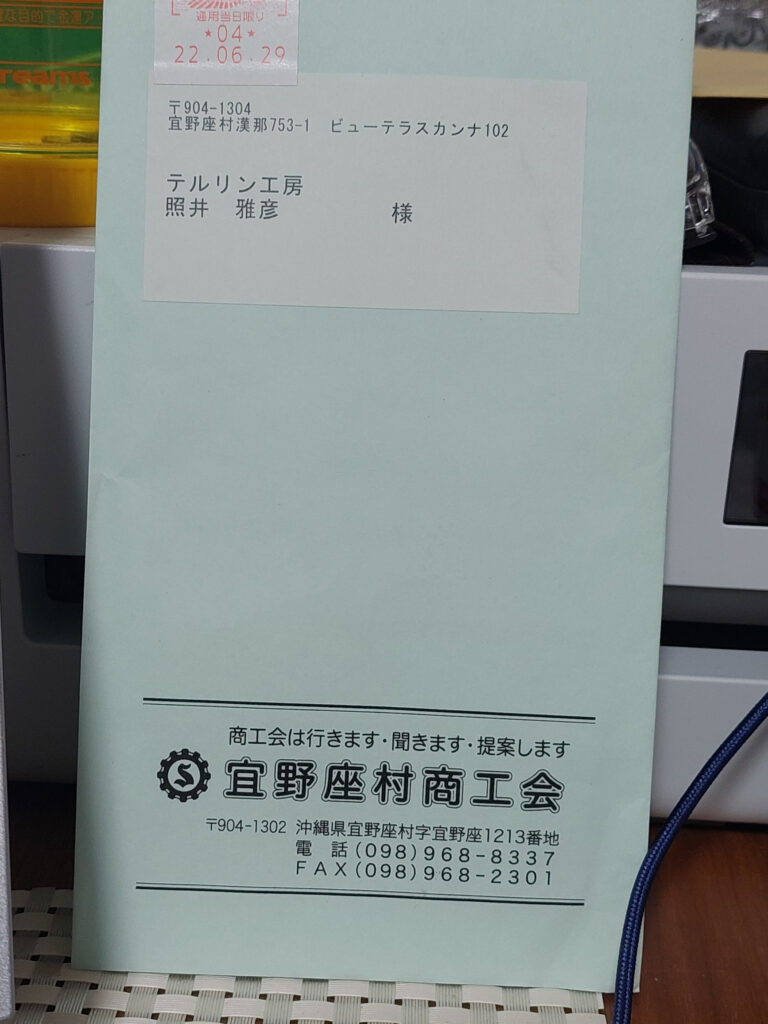 reams
通用当日限り
★04★
22.06.29
〒904-1304
宜野座村漢那753-1 ビューテラスカンナ102
テルリン工房
照井 雅彦 様
商工会は行きます・聞きます・提案します
宜野座村商工会
〒904-1302 沖縄県宜野座村字宜野座1213番地
電 話(098)968-8337
FAX(098)968-2301